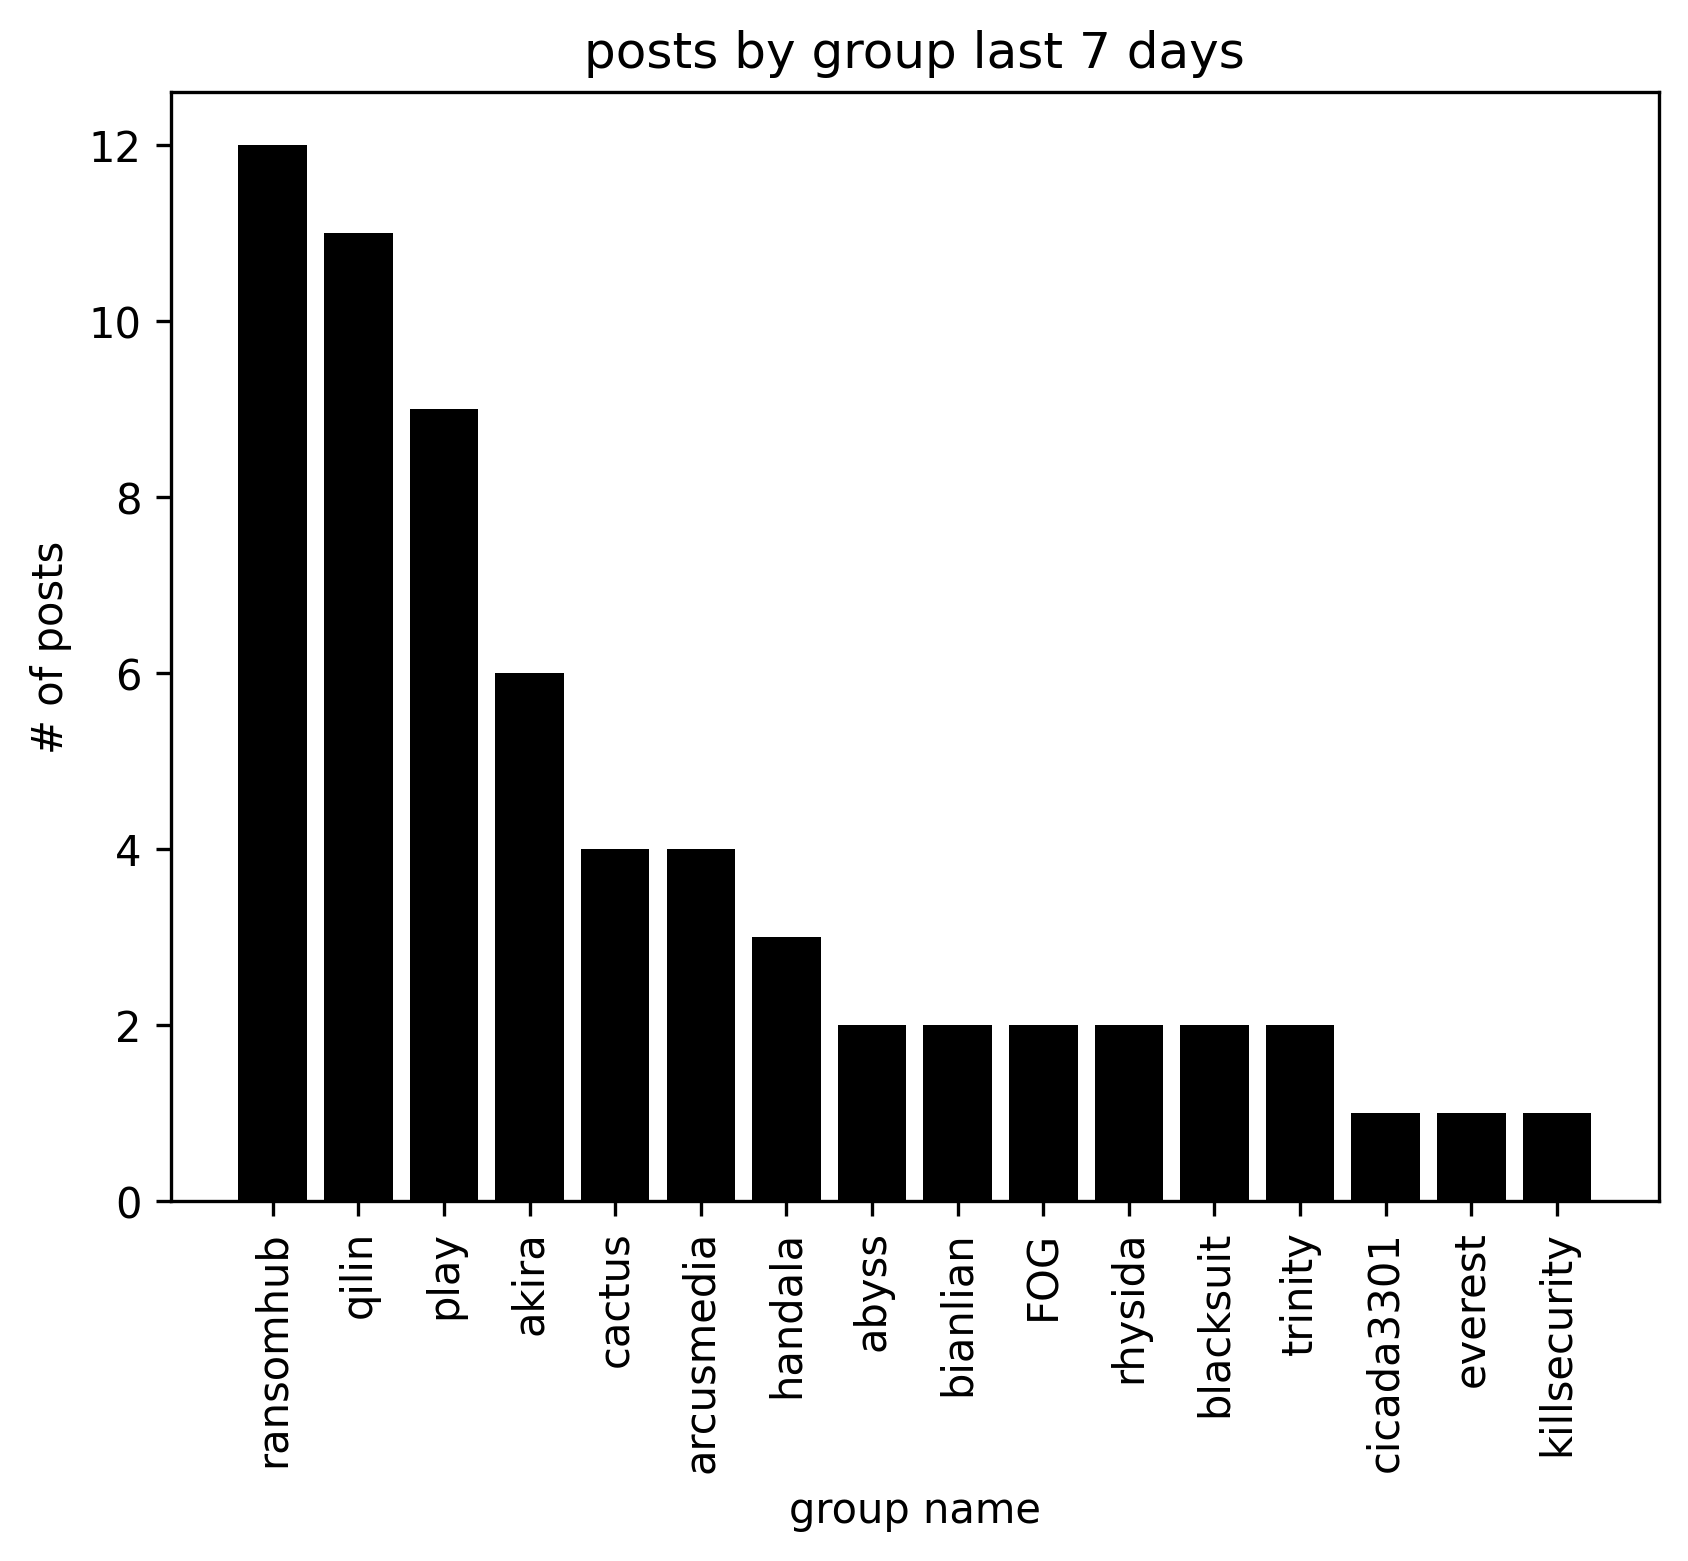 posts by group last 7 days
# of posts
12
10
8
6
4
2
0
ransomhub
qilin
play
akira
cactus
arcusmedia
handala
abyss
bianlian
FOG
rhysida
blacksuit
trinity
cicada3301
everest
killsecurity
group name